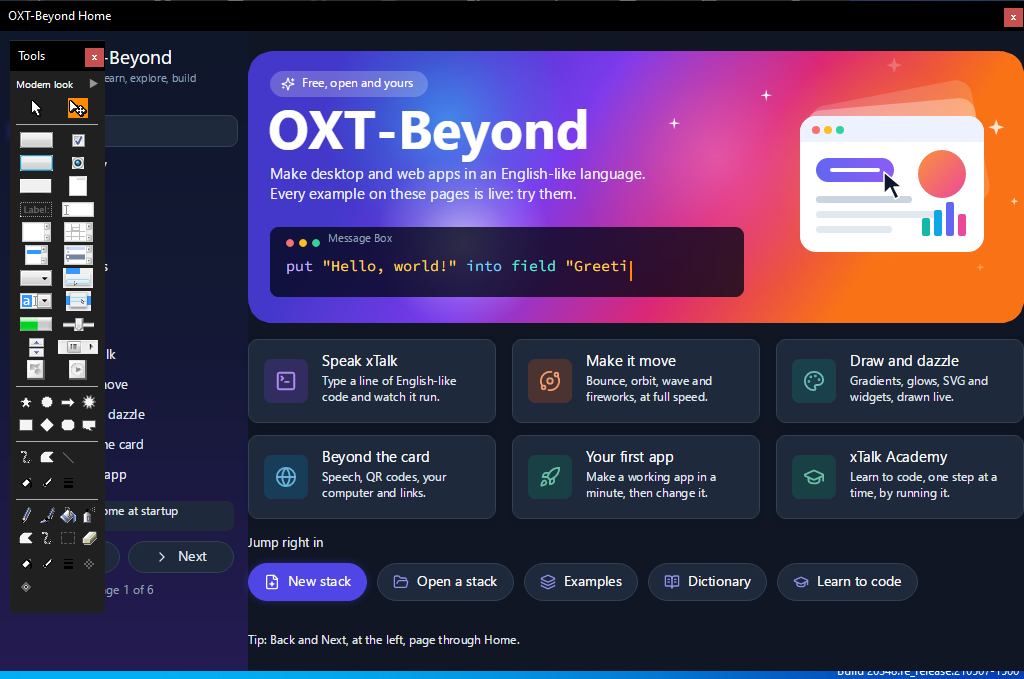 OXT-Beyond Home
x
Tools
x
Modern look
-Beyond
earn, explore, build
Label:
lk
ove
dazzle
e card
app
ome at startup
Next
ge 1 of 6
Free, open and yours
OXT-Beyond
Make desktop and web apps in an English-like language.
Every example on these pages is live: try them.
Message Box
put "Hello, world!" into field "Greeti
Speak xTalk
Type a line of English-like
code and watch it run.
Make it move
Bounce, orbit, wave and
fireworks, at full speed.
Draw and dazzle
Gradients, glows, SVG and
widgets, drawn live.
Beyond the card
Speech, QR codes, your
computer and links.
Your first app
Make a working app in a
minute, then change it.
xTalk Academy
Learn to code, one step at a
time, by running it.
Jump right in
New stack
Open a stack
Examples
Dictionary
Learn to code
Tip: Back and Next, at the left, page through Home.
Build 20348.fe_release.210507-1500